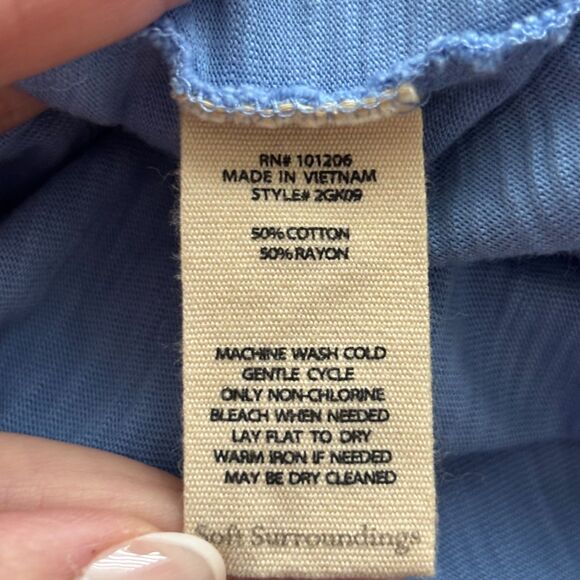 RN# 101206
MADE IN VIETNAM
STYLE# 2GK09
50% COTTON
50% RAYON
MACHINE WASH COLD
GENTLE CYCLE
ONLY NON-CHLORINE
BLEACH WHEN NEEDED
LAY FLAT TO DRY
WARM IRON IF NEEDED
MAY BE DRY CLEANED
Soft Surroundings